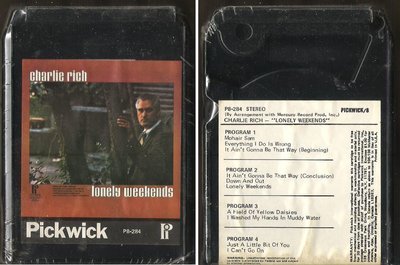 charlie rich
lonely weekends
Pickwick
P8-284
P8-284 STEREO
PICKWICK/8
(By Arrangement with Mercury Record Prod., Inc.)
CHARLIE RICH — "LONELY WEEKENDS"
PROGRAM 1
Mohair Sam
Everything I Do Is Wrong
It Ain't Gonna Be That Way (Beginning)
PROGRAM 2
It Ain't Gonna Be That Way (Conclusion)
Down And Out
Lonely Weekends
PROGRAM 3
A Field Of Yellow Daisies
I Washed My Hands In Muddy Water
PROGRAM 4
Just A Little Bit Of You
I Can't Go On